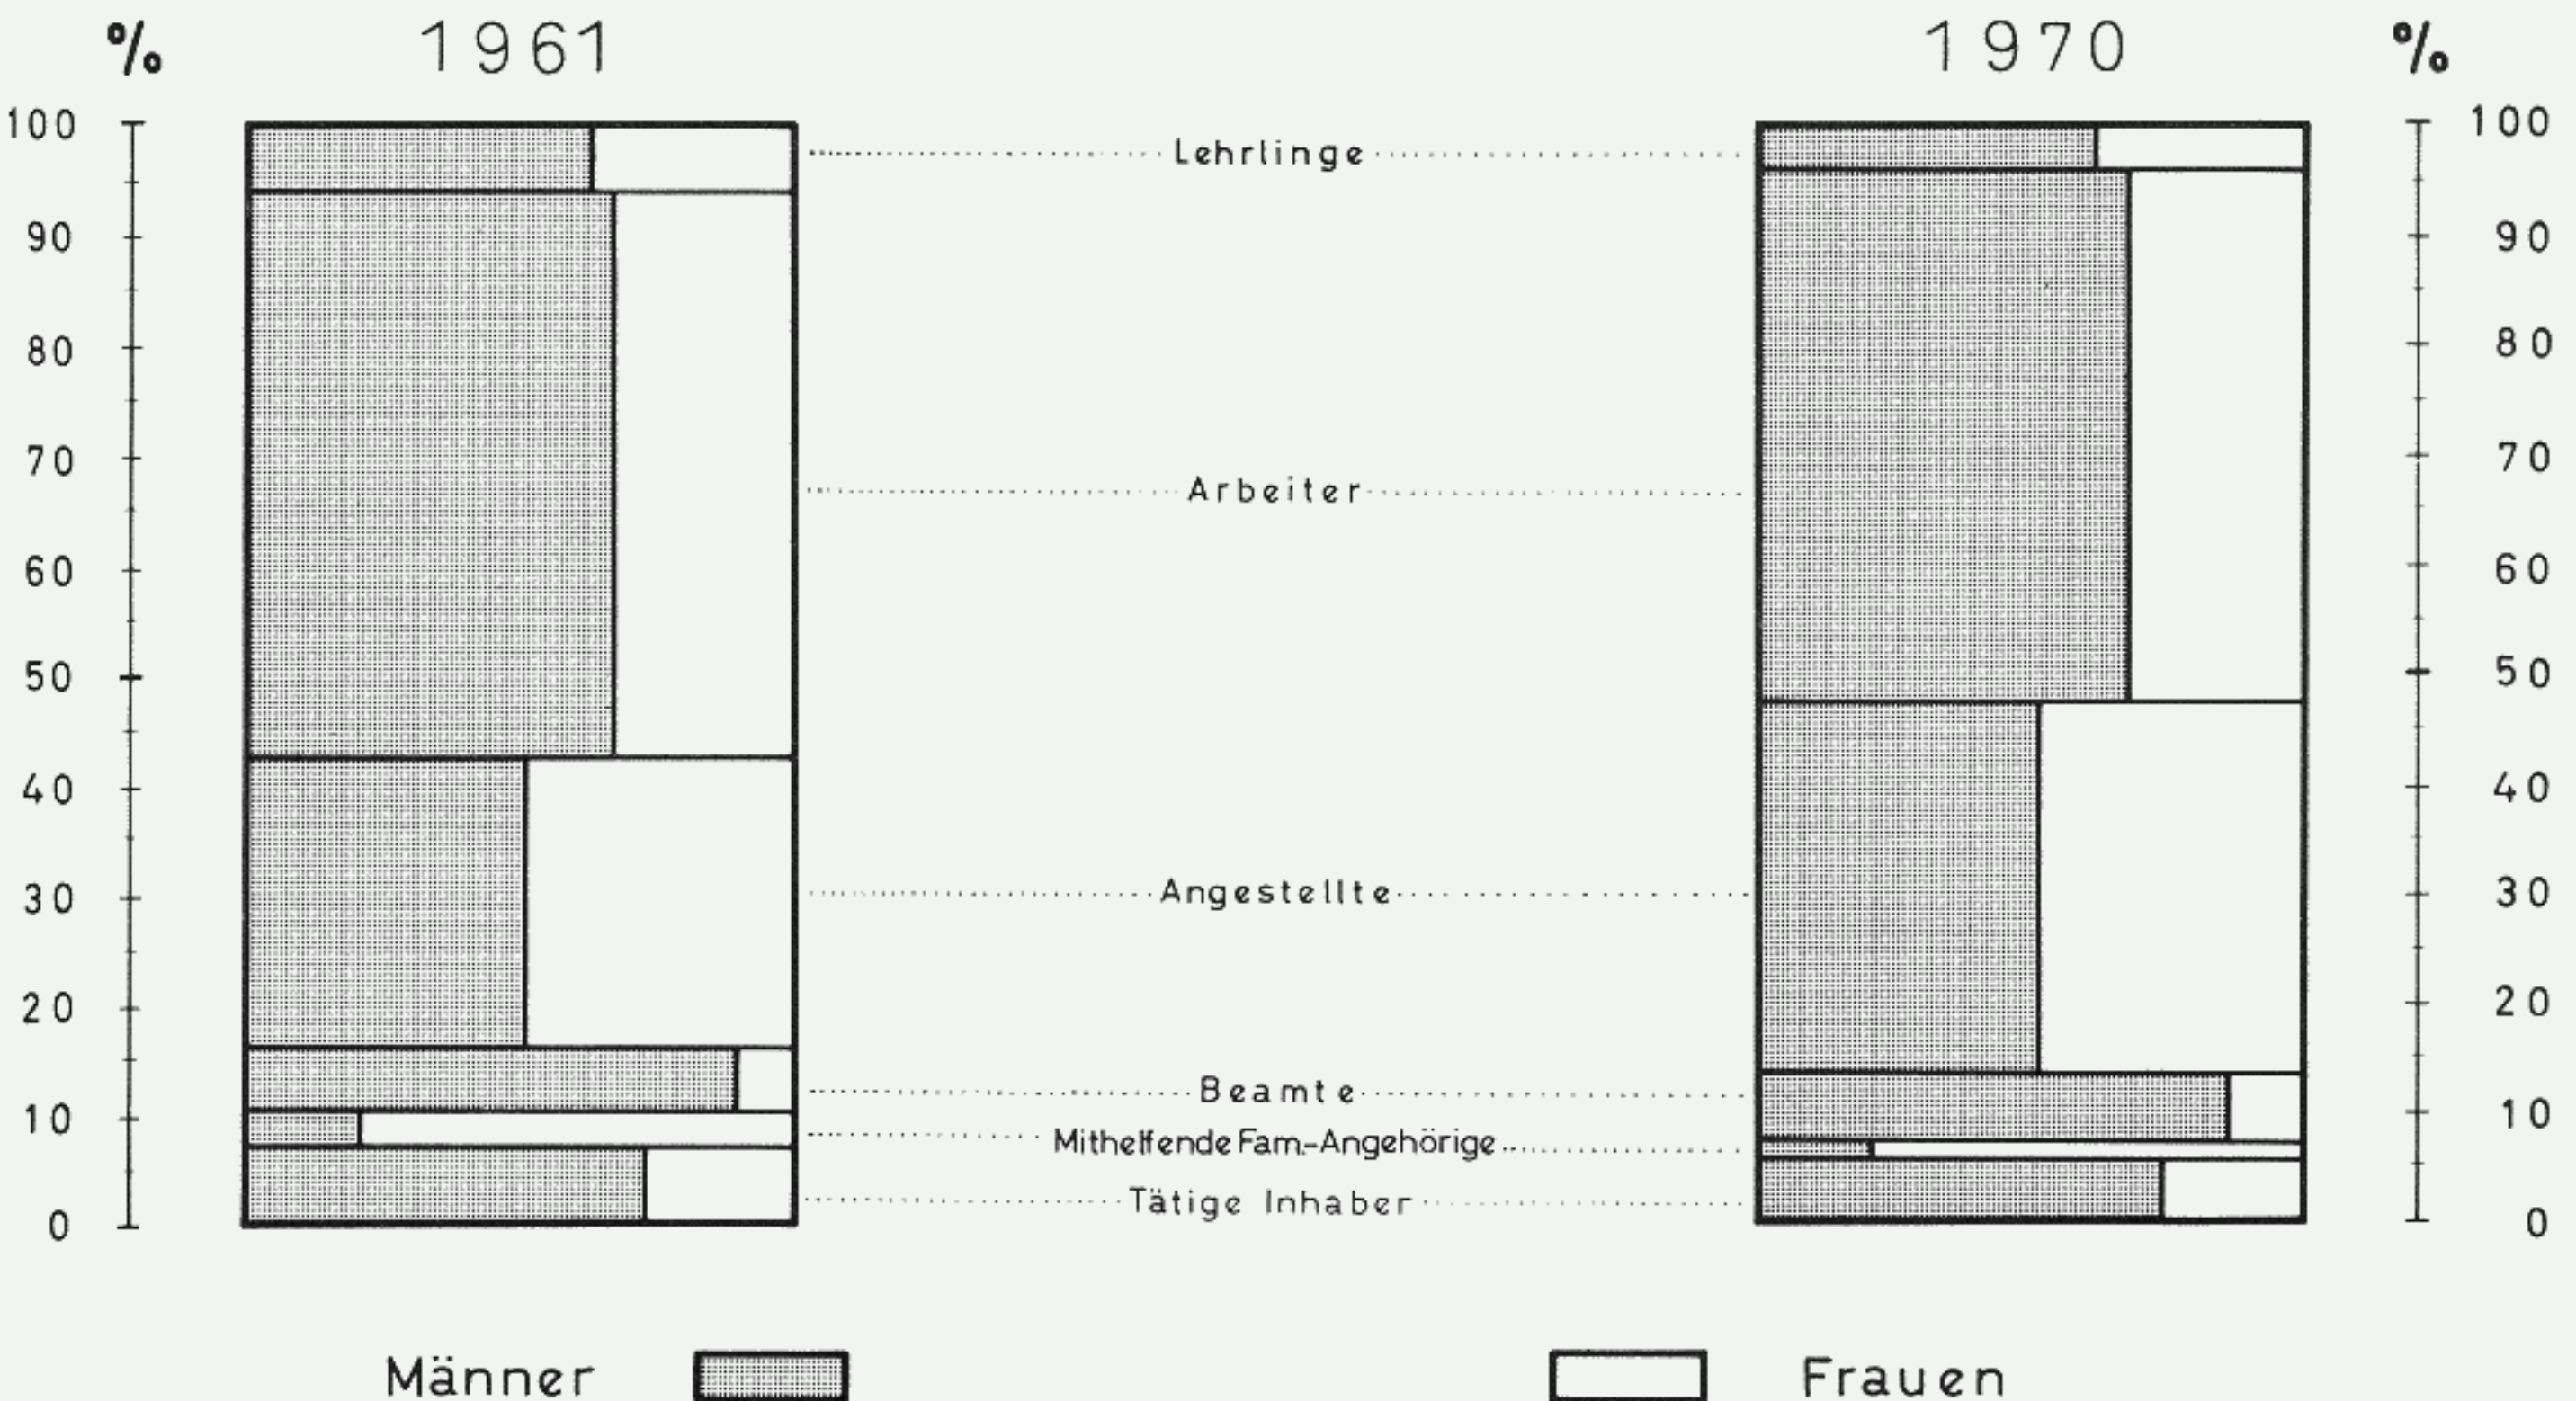 % 1961 1970 %
100 Lehrlinge 100
90 90
80 80
70 70
Arbeiter
60 60
50 50
40 40
30 Angestellte 30
20 20
Beamte
10 10
Mithelfende Fam.-Angehörige
Tätige Inhaber
0 0
Männer Frauen